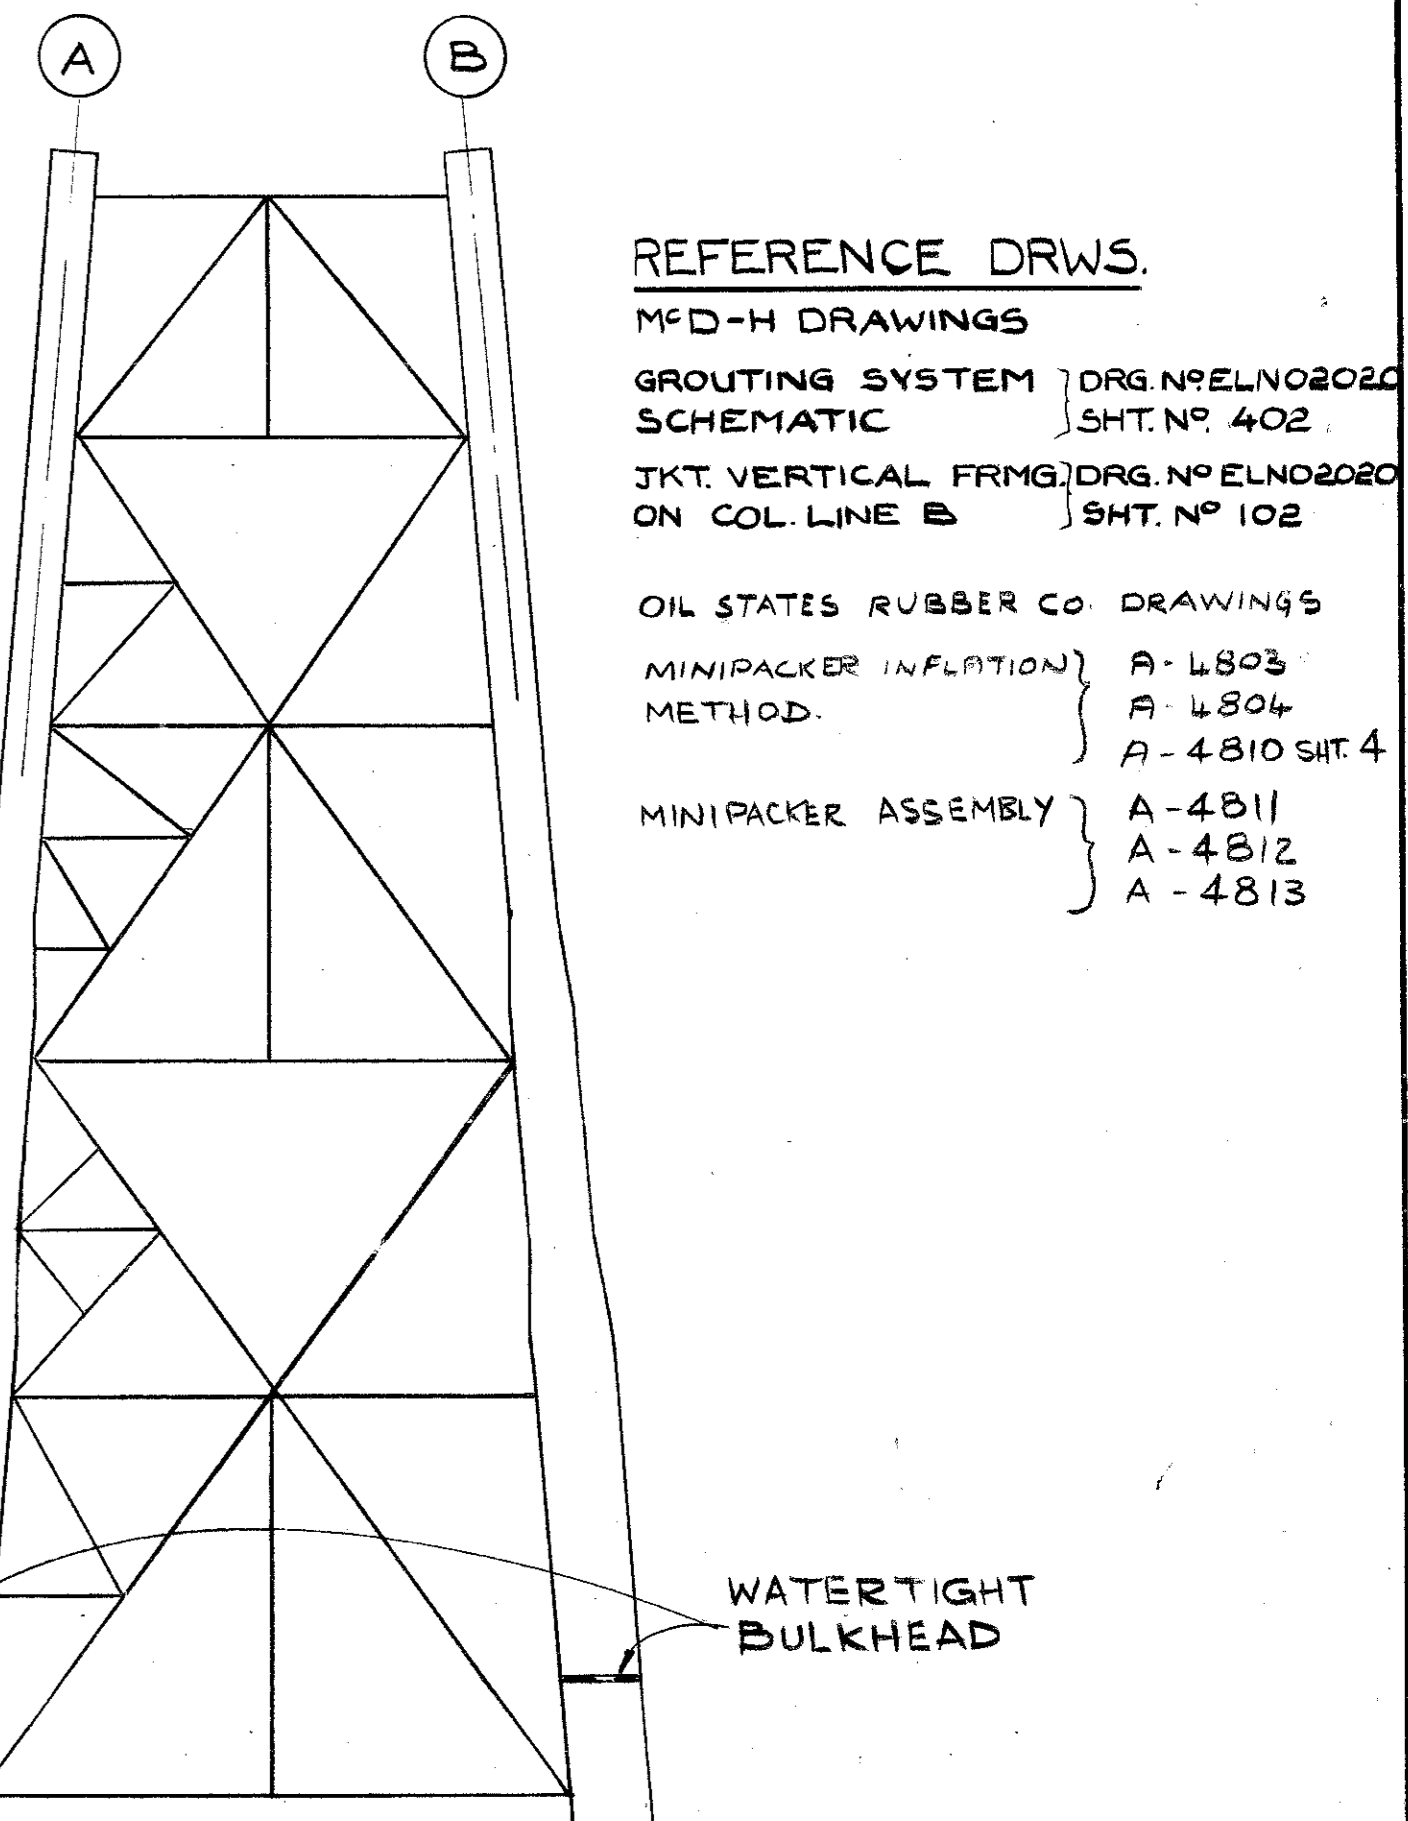 A
B
REFERENCE DRWS.
McD-H DRAWINGS
GROUTING SYSTEM } DRG. No ELNO2020
SCHEMATIC SHT. No. 402
JKT. VERTICAL FRMG. } DRG. No ELNO2020
ON COL. LINE B SHT. No 102
OIL STATES RUBBER CO. DRAWINGS
MINIPACKER INFLATION } A-4803
METHOD. A-4804
A-4810 SHT. 4
MINIPACKER ASSEMBLY } A-4811
A-4812
A-4813
WATERTIGHT
BULKHEAD